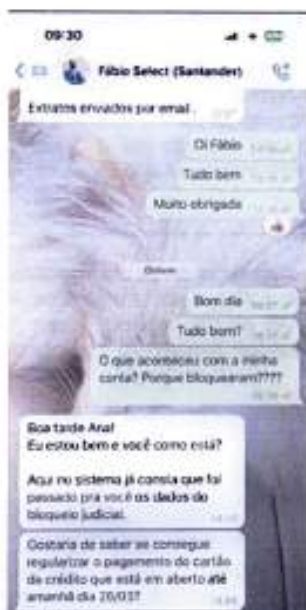 09:30
Fábio Select (Santander)
Extratos enviados por email
Oi Fábio
Tudo bem
Muito obrigada
Bom dia
Tudo bem?
O que aconteceu com a minha
conta? Porque bloquearam????
Boa tarde Ana!
Eu estou bem e você como está?
Aqui no sistema já consta que foi
passado pra você os dados do
bloqueio judicial.
Gostaria de saber se consegue
regularizar o pagamento do cartão
de crédito que está em aberto até
amanhã dia 26/03?